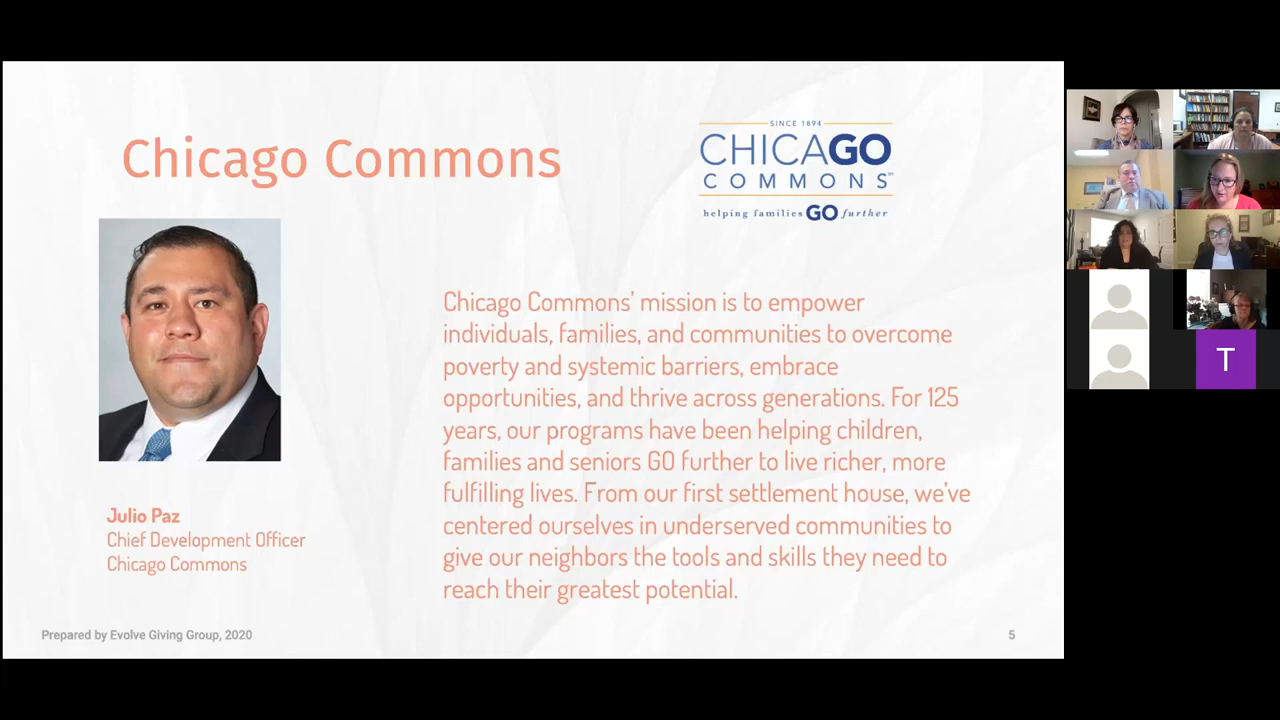 Chicago Commons
SINCE 1894
CHICAGO
COMMONS
helping families GO further
Chicago Commons’ mission is to empower
individuals, families, and communities to overcome
poverty and systemic barriers, embrace
opportunities, and thrive across generations. For 125
years, our programs have been helping children,
families and seniors GO further to live richer, more
fulfilling lives. From our first settlement house, we’ve
centered ourselves in underserved communities to
give our neighbors the tools and skills they need to
reach their greatest potential.
Julio Paz
Chief Development Officer
Chicago Commons
Prepared by Evolve Giving Group, 2020
5
T